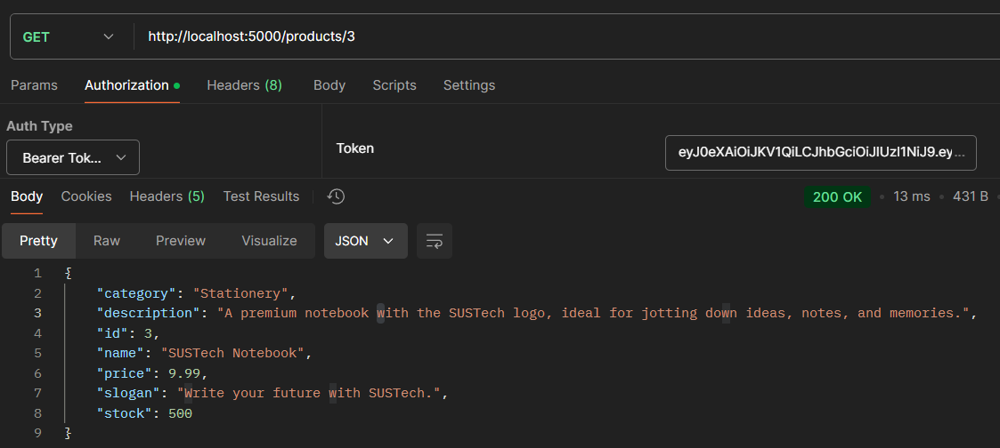 GET http://localhost:5000/products/3
Params Authorization Headers (8) Body Scripts Settings
Auth Type
Bearer Tok...
Token
eyJ0eXAiOiJKV1QiLCJhbGciOiJIUzI1NiJ9.ey...
Body Cookies Headers (5) Test Results 200 OK 13 ms 431 B
Pretty Raw Preview Visualize JSON
1 {
2 "category": "Stationery",
3 "description": "A premium notebook with the SUSTech logo, ideal for jotting down ideas, notes, and memories.",
4 "id": 3,
5 "name": "SUSTech Notebook",
6 "price": 9.99,
7 "slogan": "Write your future with SUSTech.",
8 "stock": 500
9 }